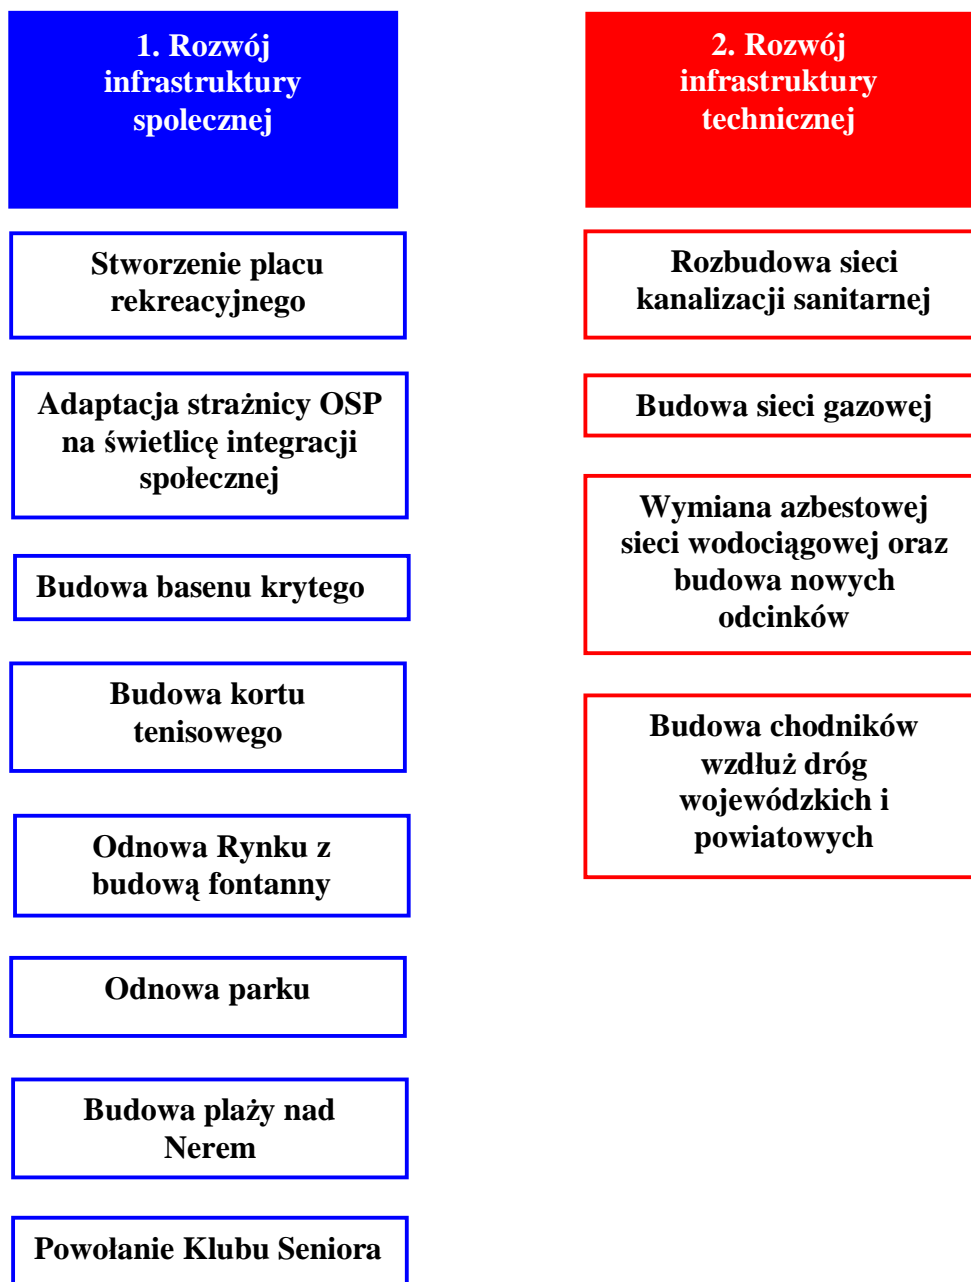 1. Rozwój
infrastruktury
spolecznej
Stworzenie placu
rekreacyjnego
Adaptacja strażnicy OSP
na świetlicę integracji
społecznej
Budowa basenu krytego
Budowa kortu
tenisowego
Odnowa Rynku z
budową fontanny
Odnowa parku
Budowa plaży nad
Nerem
Powołanie Klubu Seniora
2. Rozwój
infrastruktury
technicznej
Rozbudowa sieci
kanalizacji sanitarnej
Budowa sieci gazowej
Wymiana azbestowej
sieci wodociągowej oraz
budowa nowych
odcinków
Budowa chodników
wzdłuż dróg
wojewódzkich i
powiatowych